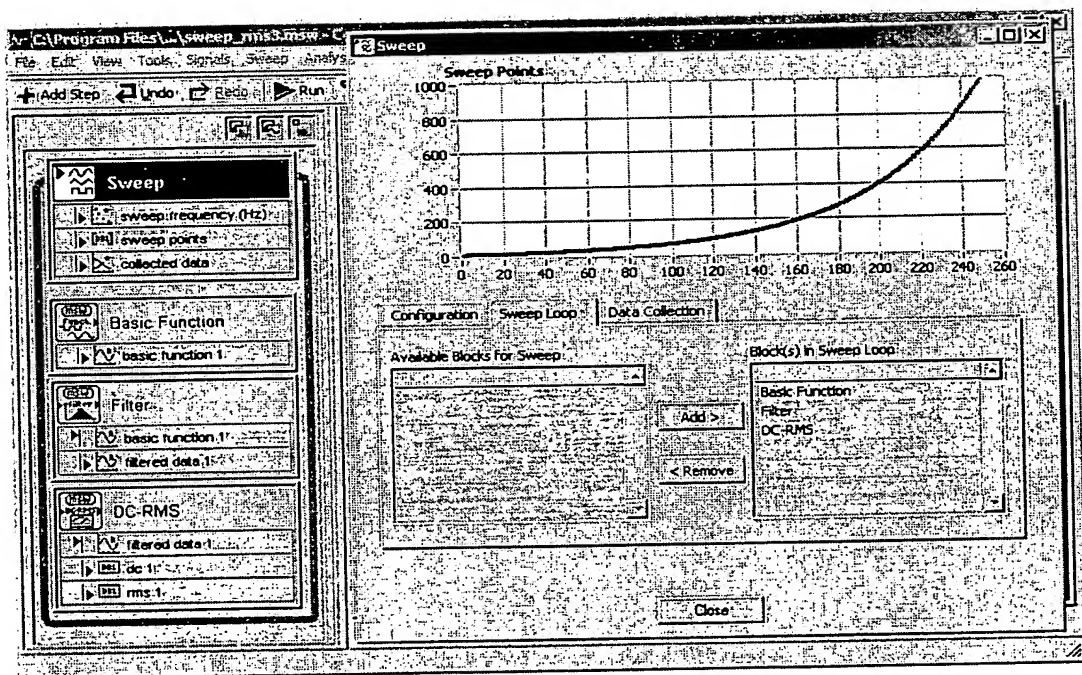 C:\Program Files\...\sweep_rms3.msw - C
File Edit View Tools Signals Sweep Analys
Add Step Undo Redo Run
Sweep
sweep frequency (Hz)
sweep points
collected data
Basic Function
basic function 1
Filter
basic function 1
filtered data 1
DC-RMS
filtered data 1
dc 1
rms 1
Sweep
Sweep Points
1000
800
600
400
200
0
0 20 40 60 80 100 120 140 160 180 200 220 240 260
Configuration Sweep Loop Data Collection
Available Blocks for Sweep
Block(s) in Sweep Loop
Basic Function
Filter
DC-RMS
Add >
< Remove
Close